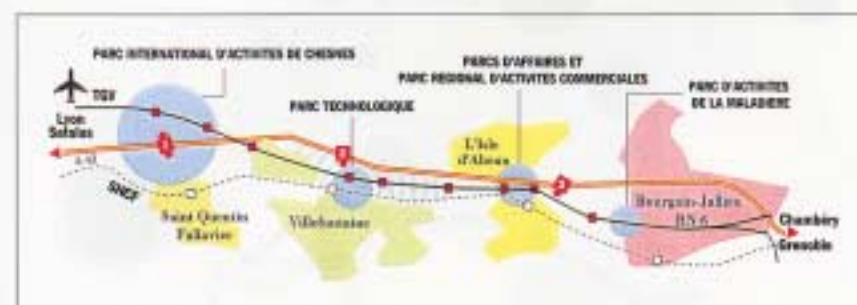 PARC INTERNATIONAL D'ACTIVITES DE CHESNES
PARCS D'AFFAIRES ET
PARC REGIONAL D'ACTIVITES COMMERCIALES
PARC D'ACTIVITES
DE LA MALADIERE
TGV
PARC TECHNOLOGIQUE
Lyon
Satolas
L'Isle
d'Abeau
SNCF
Saint Quentin
Fallavier
Villefontaine
Bourgoin-Jallieu
RN 6
Chambéry
Grenoble